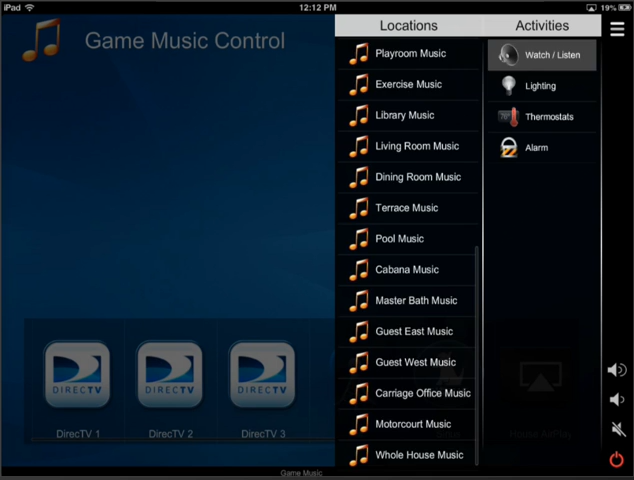 iPad 12:12 PM 19%
Game Music Control
Locations
Playroom Music
Exercise Music
Library Music
Living Room Music
Dining Room Music
Terrace Music
Pool Music
Cabana Music
Master Bath Music
Guest East Music
Guest West Music
Carriage Office Music
Motorcourt Music
Whole House Music
Activities
Watch / Listen
Lighting
Thermostats
Alarm
DIRECTV
DIRECTV
DIRECTV
DirecTV 1
DirecTV 2
DirecTV 3
Game Music